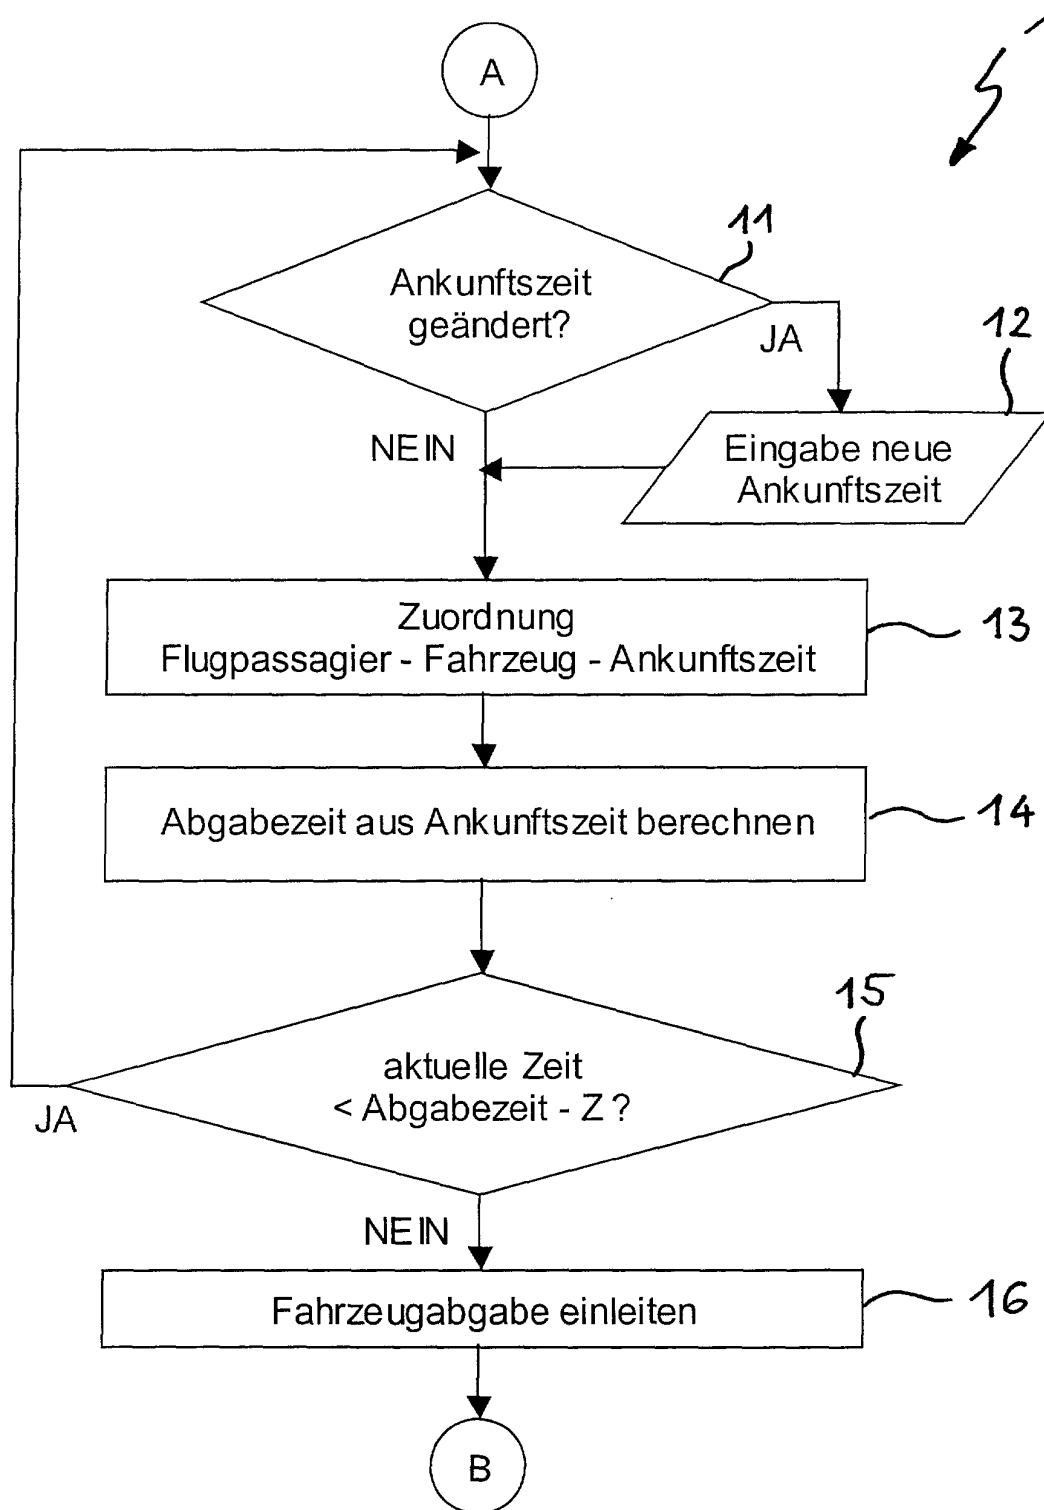 A
11
Ankunftszeit
geändert?
JA
12
NEIN
Eingabe neue
Ankunftszeit
Zuordnung
Flugpassagier - Fahrzeug - Ankunftszeit
13
Abgabezeit aus Ankunftszeit berechnen
14
15
aktuelle Zeit
< Abgabezeit - Z ?
JA
NEIN
Fahrzeugabgabe einleiten
16
B